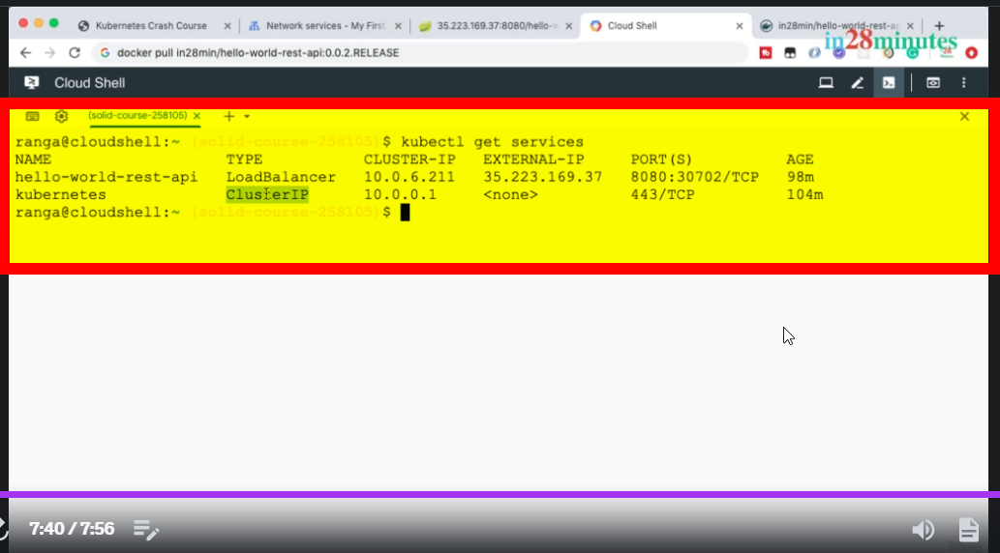 Kubernetes Crash Course
Network services - My First
35.223.169.37:8080/hello-w
Cloud Shell
in28min/hello-world-rest-ap
docker pull in28min/hello-world-rest-api:0.0.2.RELEASE
in28minutes
Cloud Shell
(solid-course-258105)
ranga@cloudshell:~ (solid-course-258105)$ kubectl get services
NAME TYPE CLUSTER-IP EXTERNAL-IP PORT(S) AGE
hello-world-rest-api LoadBalancer 10.0.6.211 35.223.169.37 8080:30702/TCP 98m
kubernetes ClusterIP 10.0.0.1 <none> 443/TCP 104m
ranga@cloudshell:~ (solid-course-258105)$
7:40 / 7:56